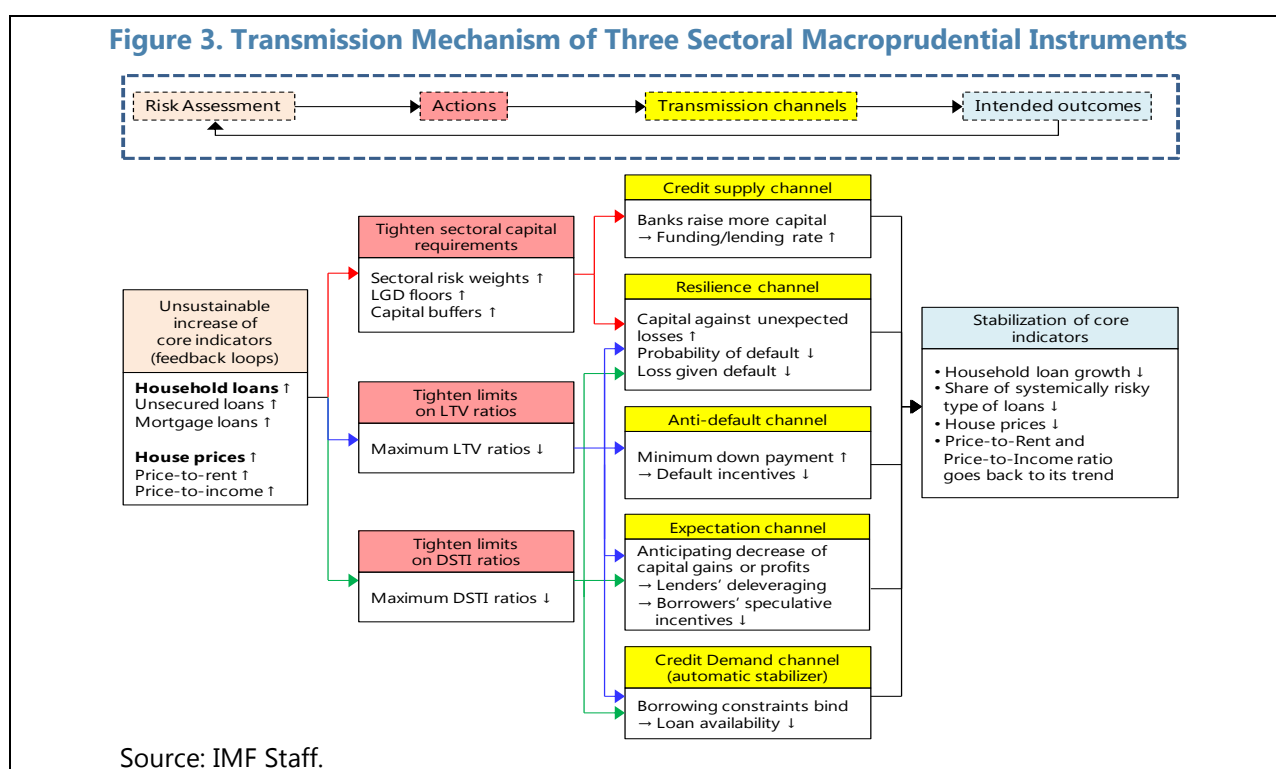 Figure 3. Transmission Mechanism of Three Sectoral Macroprudential Instruments
Risk Assessment
Actions
Transmission channels
Intended outcomes
Unsustainable
increase of
core indicators
(feedback loops)
Household loans ↑
Unsecured loans ↑
Mortgage loans ↑
House prices ↑
Price-to-rent ↑
Price-to-income ↑
Tighten sectoral capital
requirements
Sectoral risk weights ↑
LGD floors ↑
Capital buffers ↑
Tighten limits
on LTV ratios
Maximum LTV ratios ↓
Tighten limits
on DSTI ratios
Maximum DSTI ratios ↓
Credit supply channel
Banks raise more capital
→ Funding/lending rate ↑
Resilience channel
Capital against unexpected
losses ↑
Probability of default ↓
Loss given default ↓
Anti-default channel
Minimum down payment ↑
→ Default incentives ↓
Expectation channel
Anticipating decrease of
capital gains or profits
→ Lenders’ deleveraging
→ Borrowers’ speculative
incentives ↓
Credit Demand channel
(automatic stabilizer)
Borrowing constraints bind
→ Loan availability ↓
Stabilization of core
indicators
• Household loan growth ↓
• Share of systemically risky
type of loans ↓
• House prices ↓
• Price-to-Rent and
Price-to-Income ratio
goes back to its trend
Source: IMF Staff.